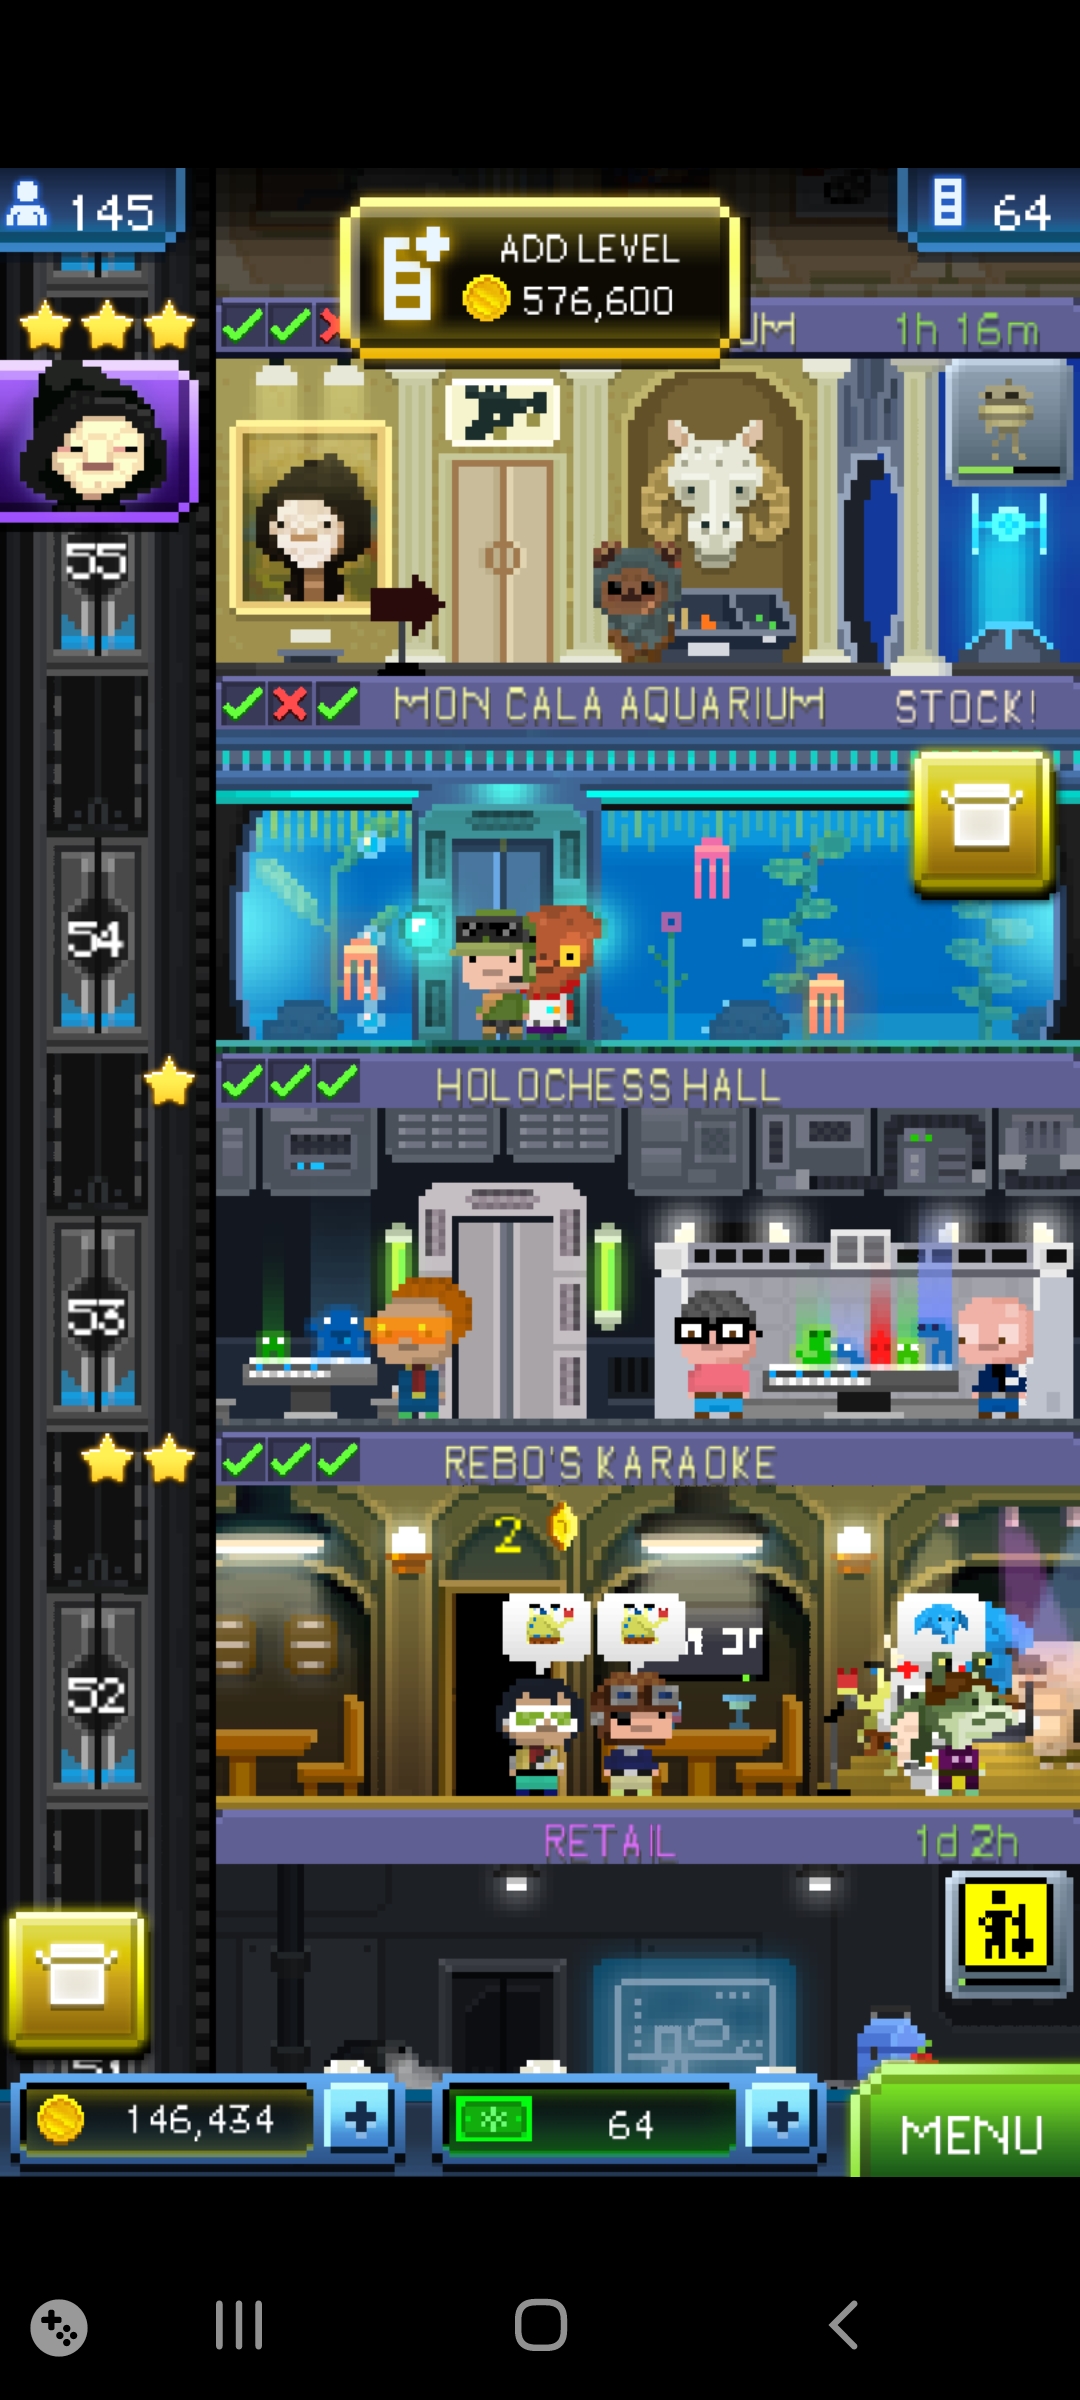 145
64
ADD LEVEL
576,600
UM
1h 16m
55
MON CALA AQUARIUM
STOCK!
54
HOLOCHESS HALL
53
REBO'S KARAOKE
2
52
RETAIL
1d 2h
51
146,434
64
MENU